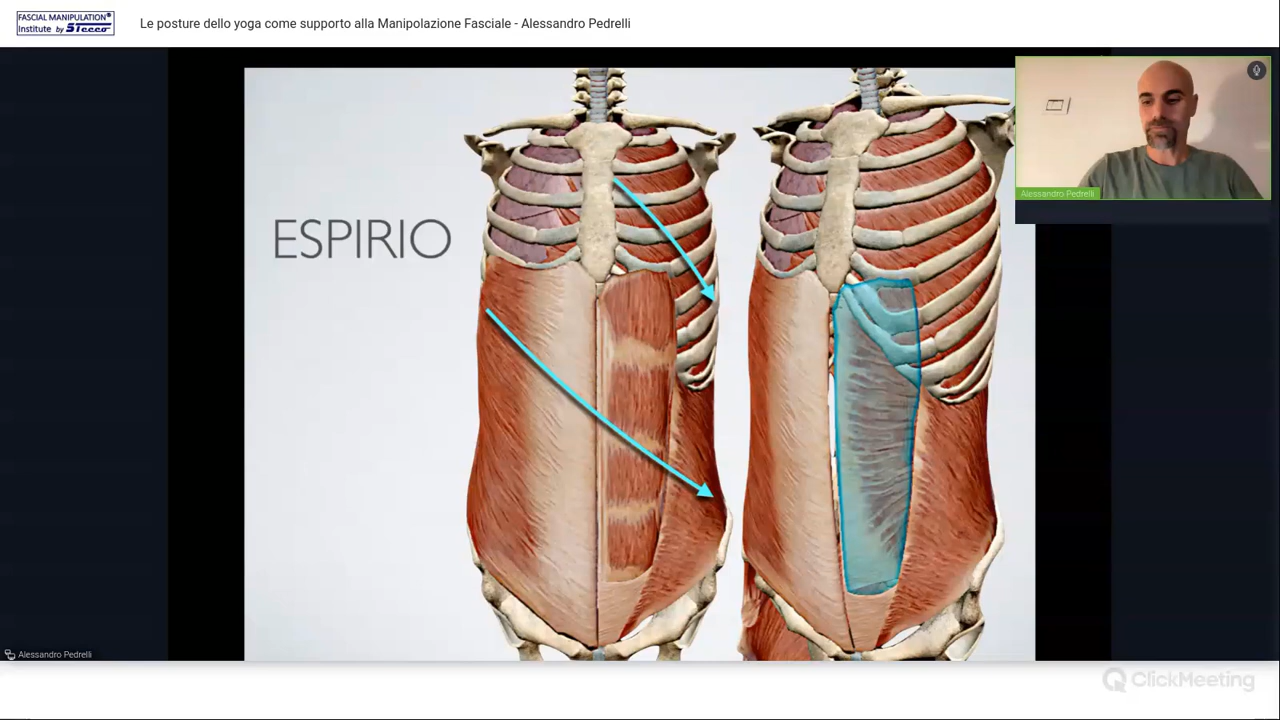 FASCIAL MANIPULATION®
Institute by Stecco
Le posture dello yoga come supporto alla Manipolazione Fasciale - Alessandro Pedrelli
ESPIRIO
Alessandro Pedrelli
Alessandro Pedrelli
ClickMeeting